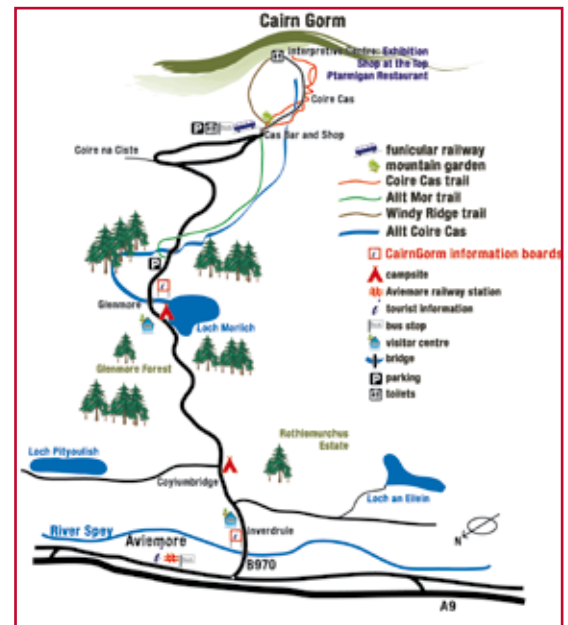 Cairn Gorm
Interpretive Centre: Exhibition
Shop at the Top
Ptarmigan Restaurant
Coire Cas
P
Cas Bar and Shop
Coire na Ciste
funicular railway
mountain garden
Coire Cas trail
Allt Mor trail
Windy Ridge trail
Allt Coire Cas
i CairnGorm information boards
campsite
Aviemore railway station
i tourist information
bus bus stop
visitor centre
bridge
P parking
toilets
P
i
Glenmore
Loch Morlich
Glenmore Forest
Rothiemurchus
Estate
Loch Pityoulish
Coylumbridge
Loch an Eilein
River Spey
Inverdruie
i
Aviemore
i bus
B970
N
A9